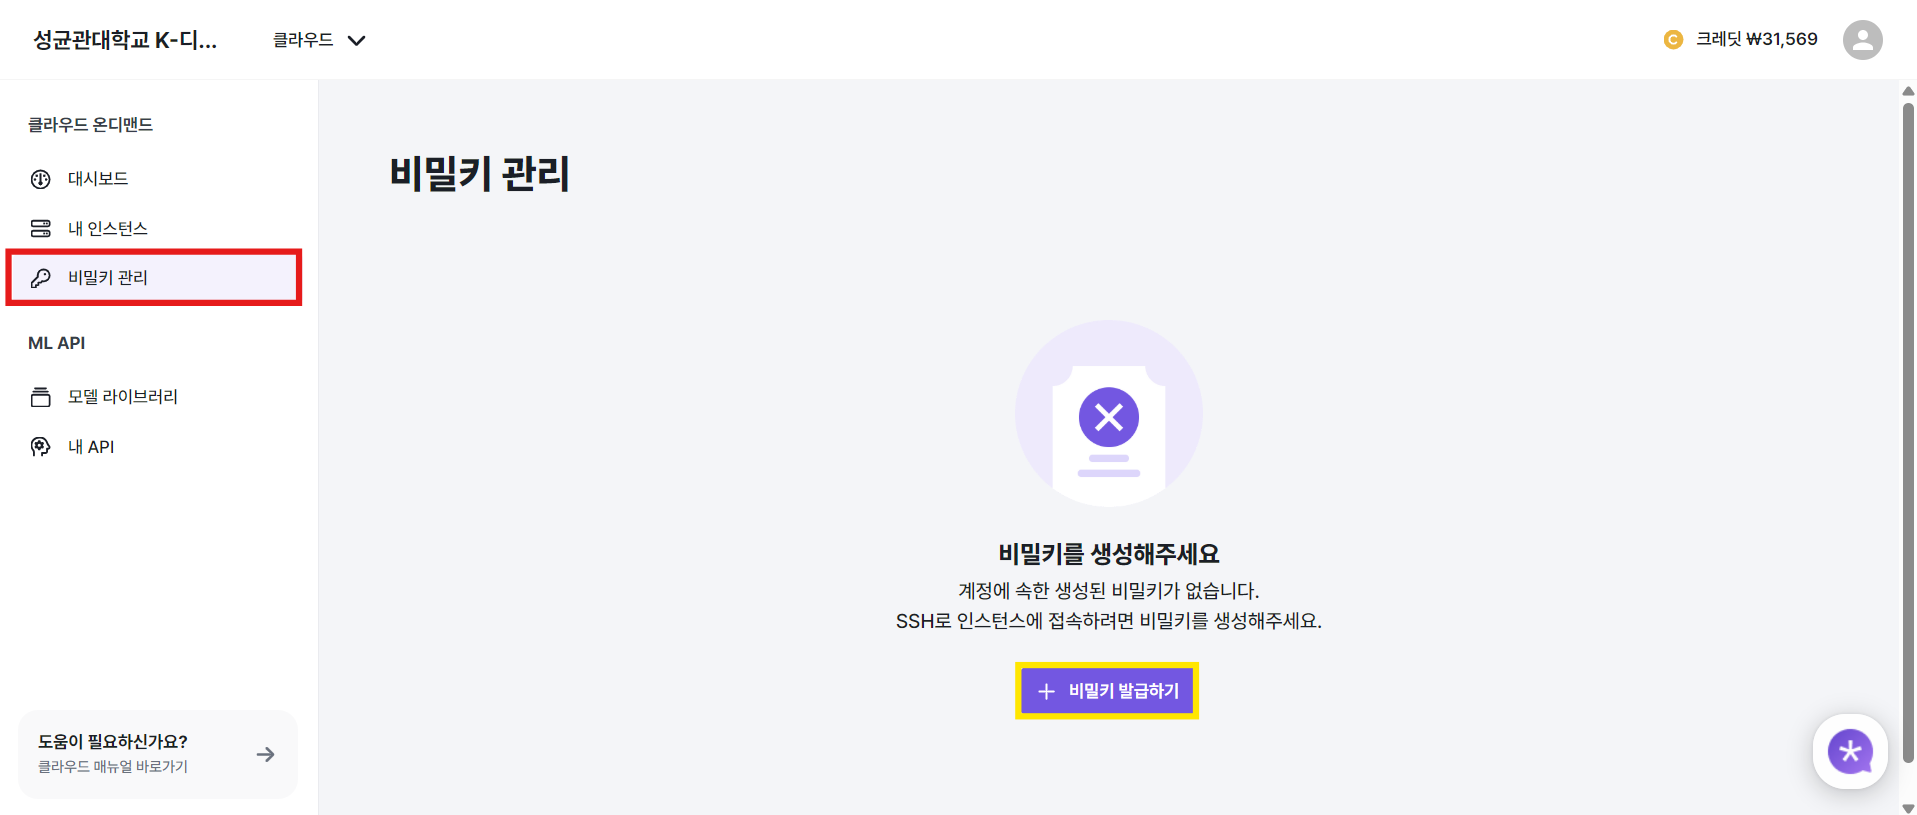 성균관대학교 K-디...
클라우드
크레딧 ₩31,569
클라우드 온디맨드
대시보드
내 인스턴스
비밀키 관리
ML API
모델 라이브러리
내 API
도움이 필요하신가요?
클라우드 매뉴얼 바로가기
비밀키 관리
비밀키를 생성해주세요
계정에 속한 생성된 비밀키가 없습니다.
SSH로 인스턴스에 접속하려면 비밀키를 생성해주세요.
비밀키 발급하기